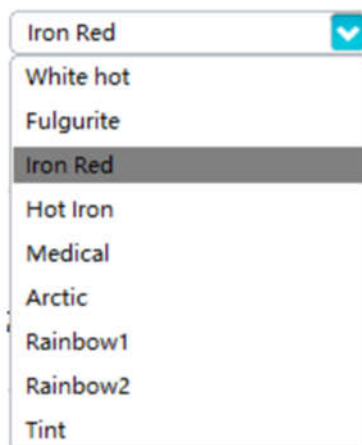 Iron Red
White hot
Fulgurite
Iron Red
Hot Iron
Medical
Arctic
Rainbow1
Rainbow2
Tint